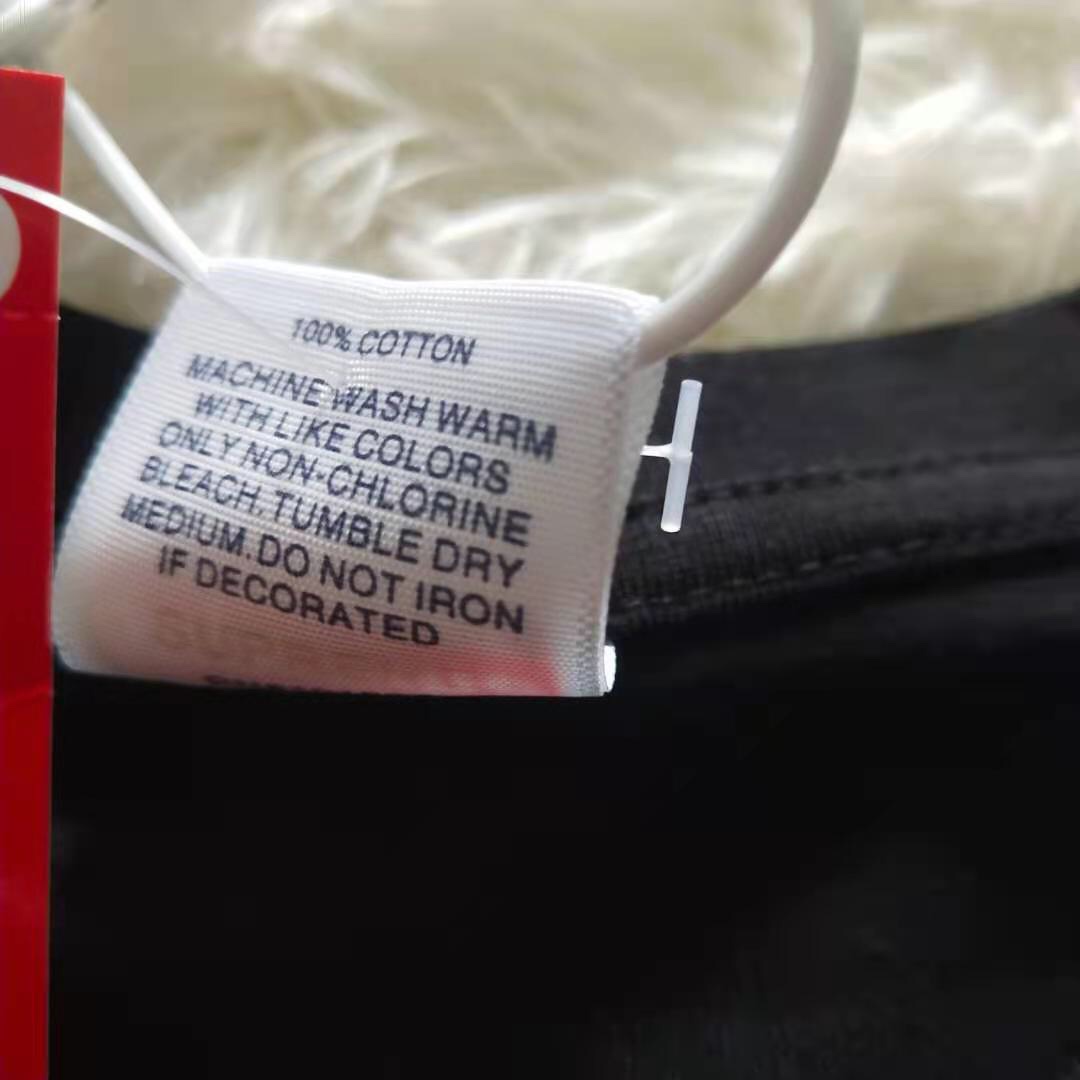 100% COTTON
MACHINE WASH WARM
WITH LIKE COLORS
ONLY NON-CHLORINE
BLEACH. TUMBLE DRY
MEDIUM. DO NOT IRON
IF DECORATED